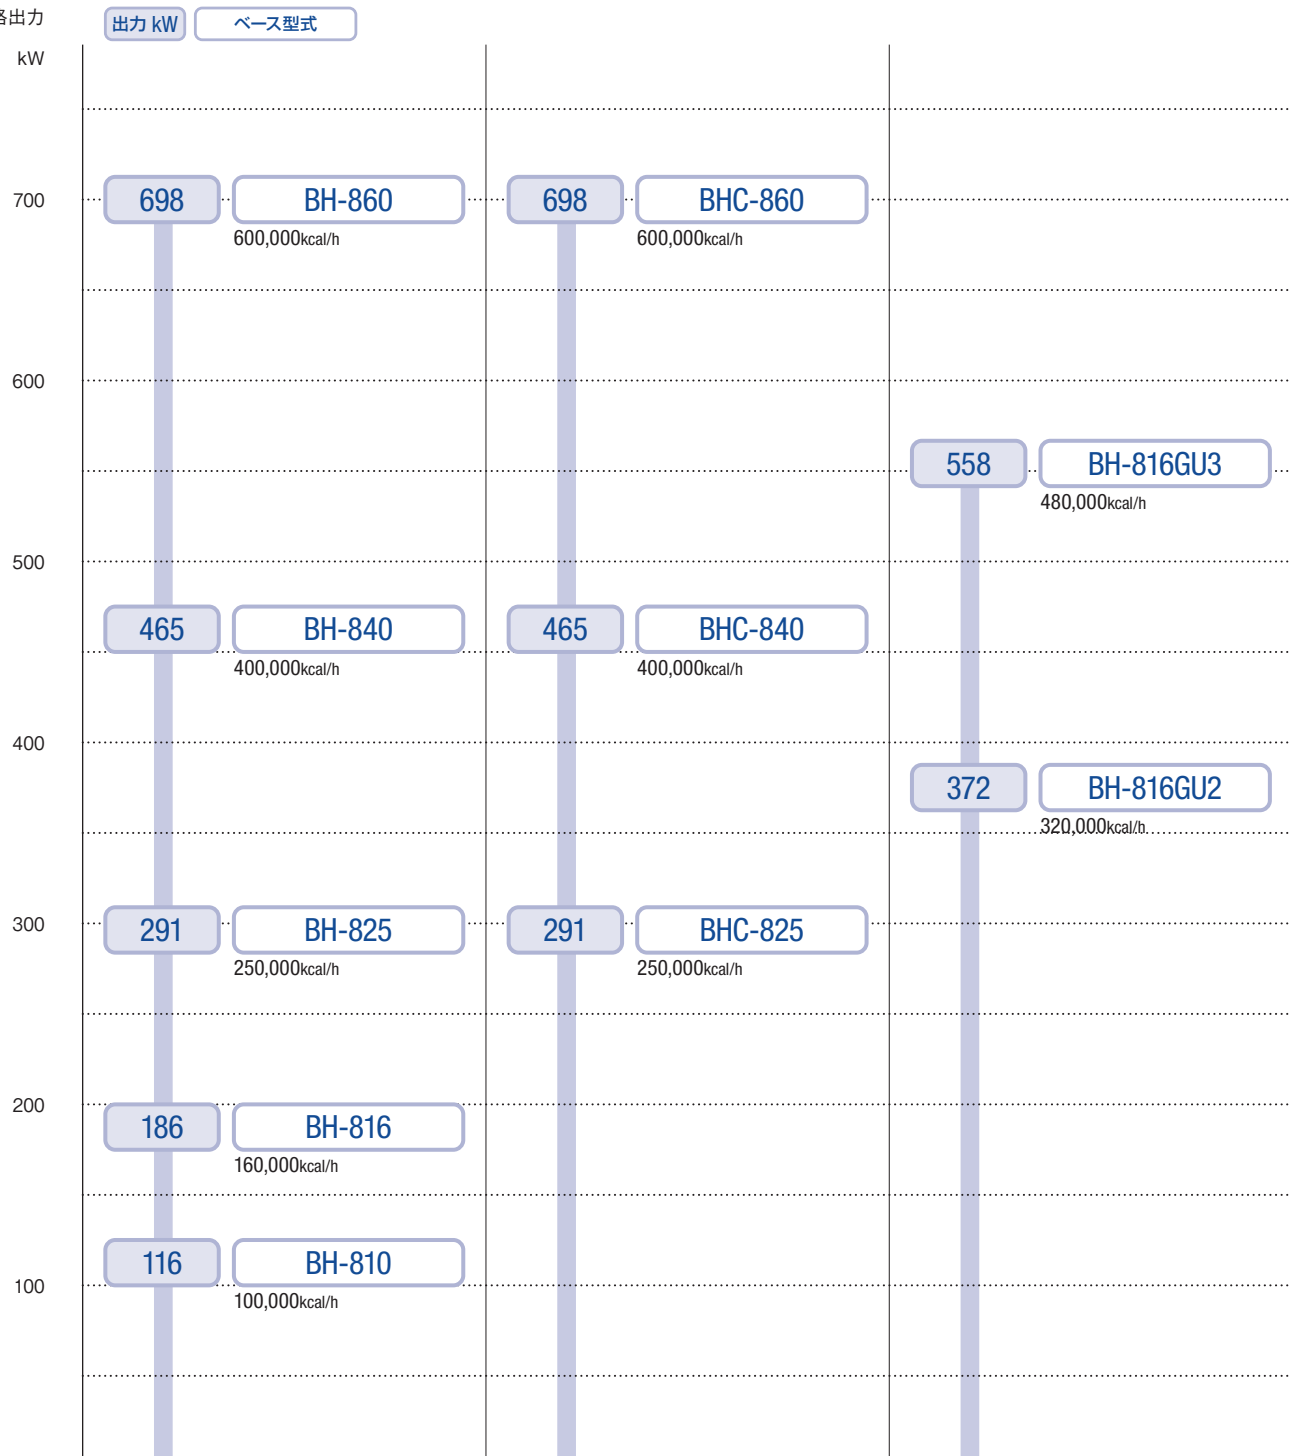 格出力
kW
出力 kW ベース型式
700
698 BH-860
600,000kcal/h
698 BHC-860
600,000kcal/h
600
558 BH-816GU3
480,000kcal/h
500
465 BH-840
400,000kcal/h
465 BHC-840
400,000kcal/h
400
372 BH-816GU2
320,000kcal/h
300
291 BH-825
250,000kcal/h
291 BHC-825
250,000kcal/h
200
186 BH-816
160,000kcal/h
116 BH-810
100,000kcal/h
100